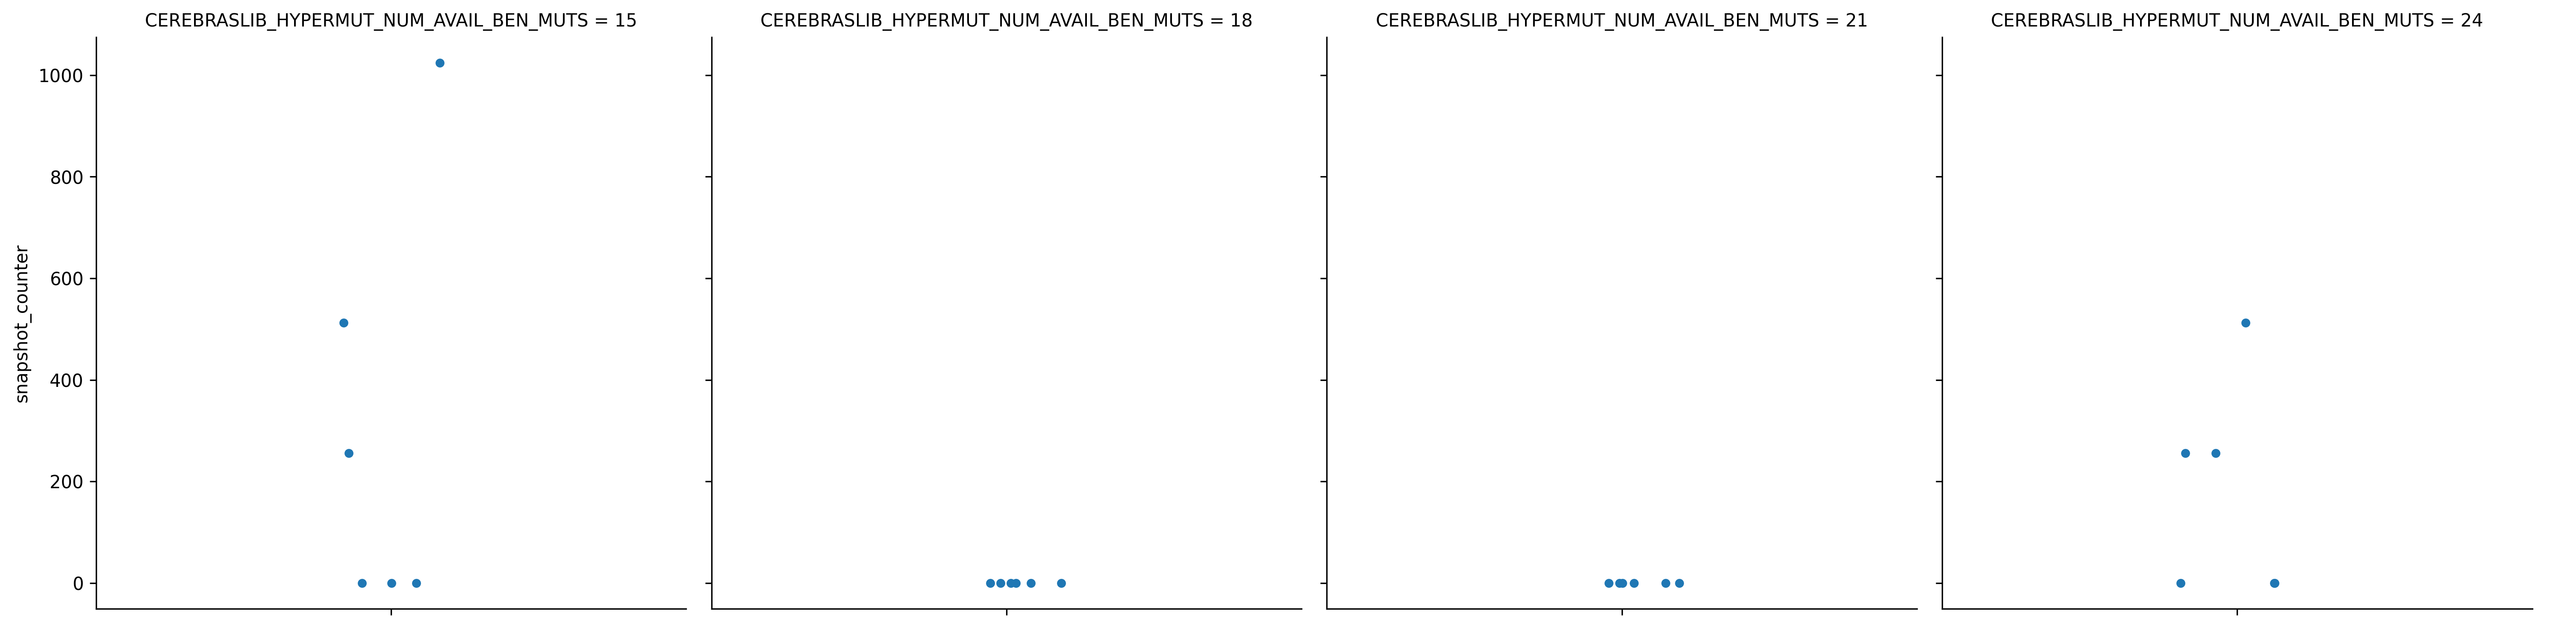 CEREBRASLIB_HYPERMUT_NUM_AVAIL_BEN_MUTS = 15
CEREBRASLIB_HYPERMUT_NUM_AVAIL_BEN_MUTS = 18
CEREBRASLIB_HYPERMUT_NUM_AVAIL_BEN_MUTS = 21
CEREBRASLIB_HYPERMUT_NUM_AVAIL_BEN_MUTS = 24
snapshot_counter
1000
800
600
400
200
0